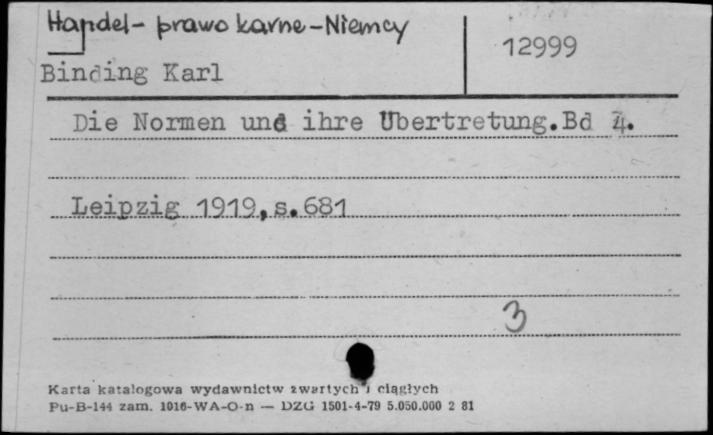 Handel - prawo karne - Niemcy
12999
Binding Karl
Die Normen und ihre Ubertretung.Bd 4.
Leipzig 1919,s.681
3
Karta katalogowa wydawnictw zwartych i ciągłych
Pu-B-144 zam. 1016-WA-O-n — DZG 1501-4-79 5.050.000 2 81